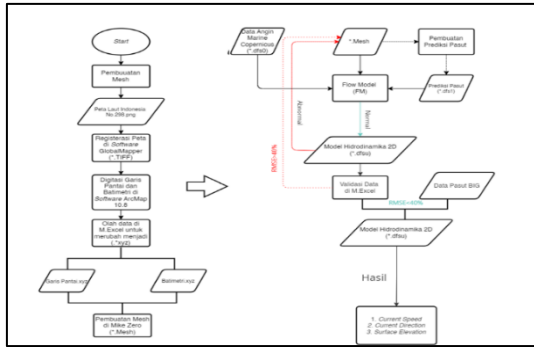 Start
Pembuatan
Mesh
Peta Laut Indonesia
No.298.png
Registerasi Peta
di Software
GlobalMapper
(*.TIFF)
Digitasi Garis
Pantai dan
Batimetri di
Software ArcMap
10.8
Olah data di
M.Excel untuk
merubah menjadi
(.*xyz)
Garis Pantai.xyz
Batimetri.xyz
Pembuatan Mesh
di Mike Zero
(*.Mesh)
Data Angin
Marine
Copernicus
(*.dfs0)
*.Mesh
Pembuatan
Prediksi Pasut
Flow Model
(FM)
Prediksi Pasut
(*.dfs1)
Abnormal
Normal
RMSE>40%
Model Hidrodinamika 2D
(*.dfsu)
Validasi Data
di M.Excel
Data Pasut BIG
RMSE<40%
Model Hidrodinamika 2D
(*.dfsu)
Hasil
1. Current Speed
2. Current Direction
3. Surface Elevation